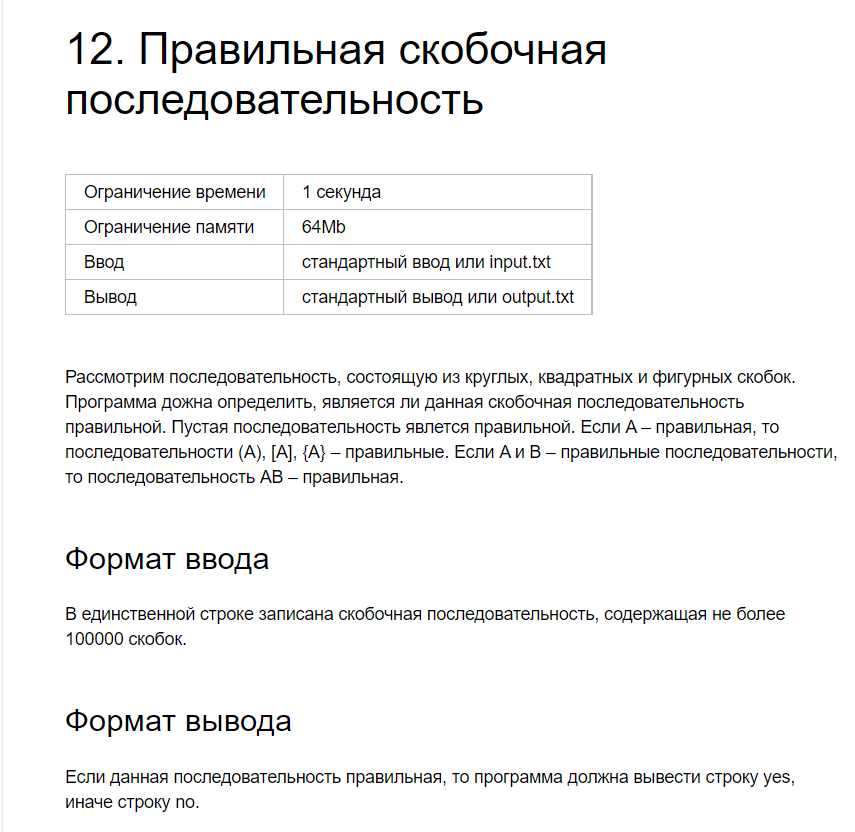 12. Правильная скобочная
последовательность
Ограничение времени 1 секунда
Ограничение памяти 64Mb
Ввод стандартный ввод или input.txt
Вывод стандартный вывод или output.txt
Рассмотрим последовательность, состоящую из круглых, квадратных и фигурных скобок.
Программа дожна определить, является ли данная скобочная последовательность
правильной. Пустая последовательность явлется правильной. Если A – правильная, то
последовательности (A), [A], {A} – правильные. Если A и B – правильные последовательности,
то последовательность AB – правильная.
Формат ввода
В единственной строке записана скобочная последовательность, содержащая не более
100000 скобок.
Формат вывода
Если данная последовательность правильная, то программа должна вывести строку yes,
иначе строку no.